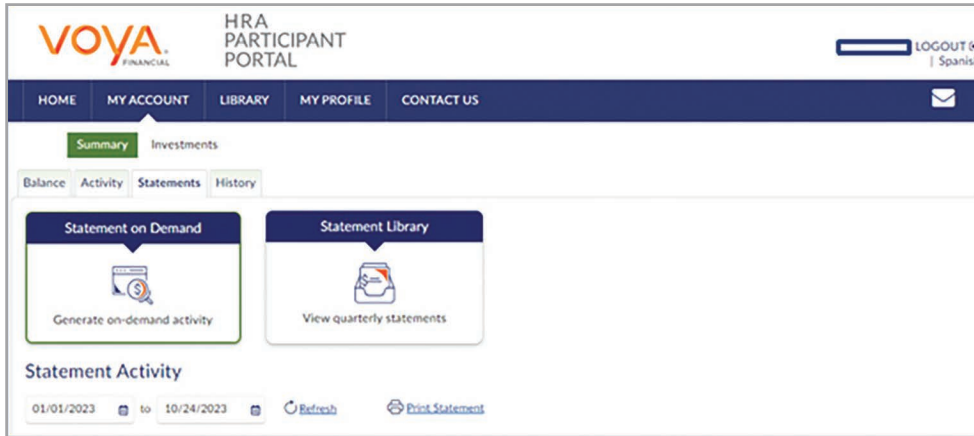 VOYA
FINANCIAL
HRA
PARTICIPANT
PORTAL
LOGOUT
| Spanish
HOME MY ACCOUNT LIBRARY MY PROFILE CONTACT US
Summary Investments
Balance Activity Statements History
Statement on Demand Statement Library
Generate on-demand activity View quarterly statements
Statement Activity
01/01/2023 to 10/24/2023 Refresh Print Statement